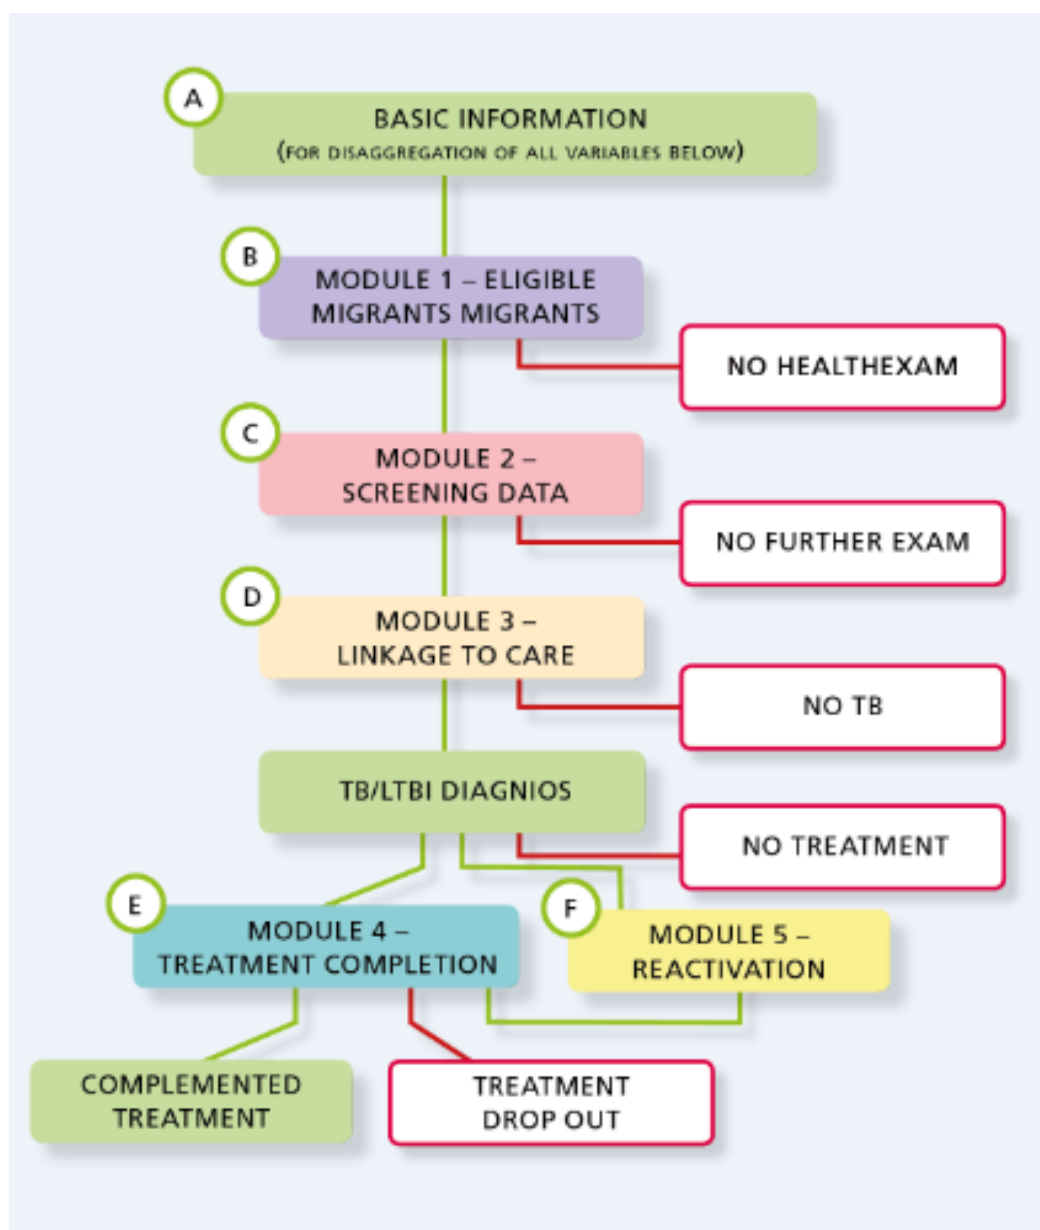 A
BASIC INFORMATION
(FOR DISAGGREGATION OF ALL VARIABLES BELOW)
B
MODULE 1 – ELIGIBLE
MIGRANTS MIGRANTS
NO HEALTHEXAM
C
MODULE 2 –
SCREENING DATA
NO FURTHER EXAM
D
MODULE 3 –
LINKAGE TO CARE
NO TB
TB/LTBI DIAGNIOS
NO TREATMENT
E
MODULE 4 –
TREATMENT COMPLETION
F
MODULE 5 –
REACTIVATION
COMPLEMENTED
TREATMENT
TREATMENT
DROP OUT